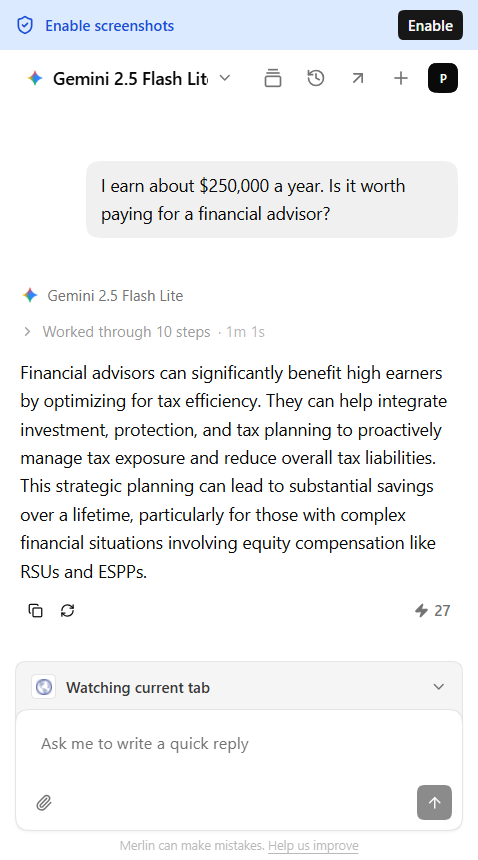 Enable screenshots
Enable
Gemini 2.5 Flash Lit
P
I earn about $250,000 a year. Is it worth
paying for a financial advisor?
Gemini 2.5 Flash Lite
Worked through 10 steps · 1m 1s
Financial advisors can significantly benefit high earners
by optimizing for tax efficiency. They can help integrate
investment, protection, and tax planning to proactively
manage tax exposure and reduce overall tax liabilities.
This strategic planning can lead to substantial savings
over a lifetime, particularly for those with complex
financial situations involving equity compensation like
RSUs and ESPPs.
27
Watching current tab
Ask me to write a quick reply
Merlin can make mistakes. Help us improve